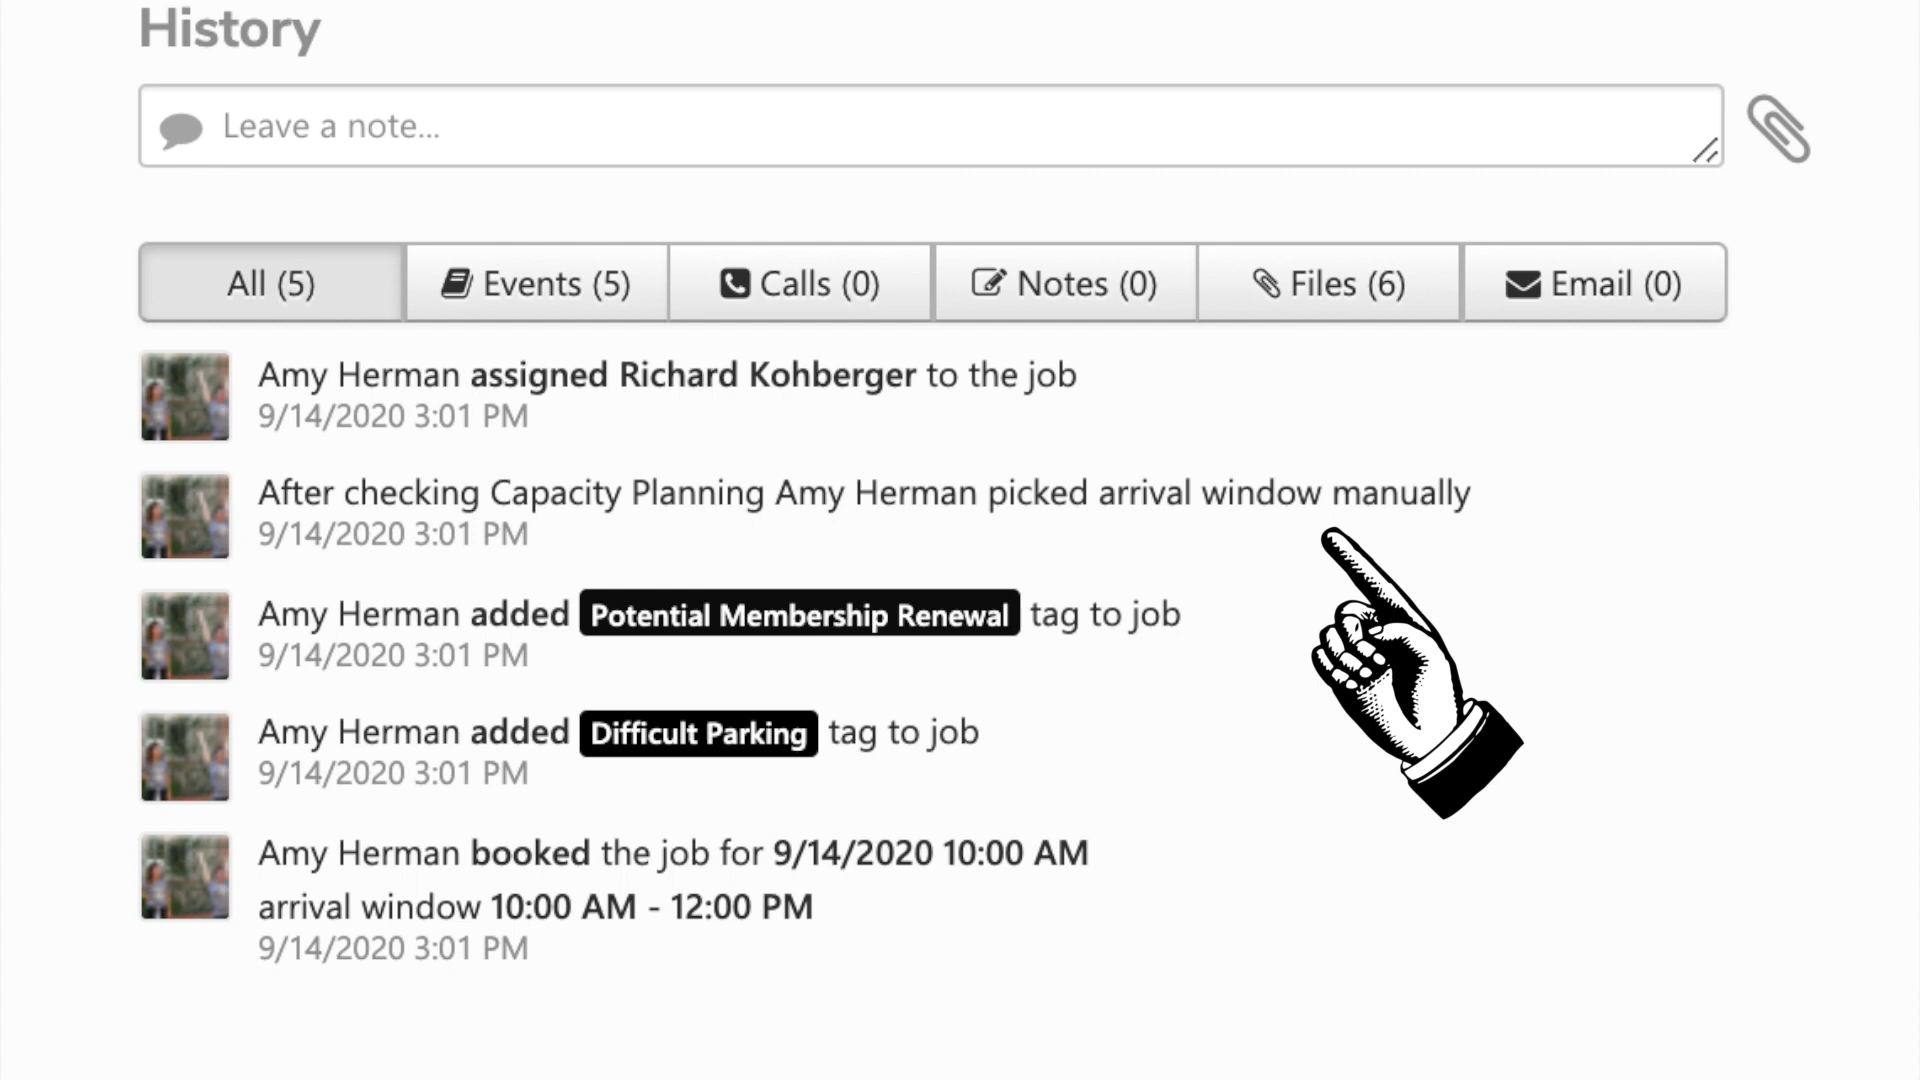 History
Leave a note...
All (5)
Events (5)
Calls (0)
Notes (0)
Files (6)
Email (0)
Amy Herman assigned Richard Kohberger to the job
9/14/2020 3:01 PM
After checking Capacity Planning Amy Herman picked arrival window manually
9/14/2020 3:01 PM
Amy Herman added Potential Membership Renewal tag to job
9/14/2020 3:01 PM
Amy Herman added Difficult Parking tag to job
9/14/2020 3:01 PM
Amy Herman booked the job for 9/14/2020 10:00 AM
arrival window 10:00 AM - 12:00 PM
9/14/2020 3:01 PM